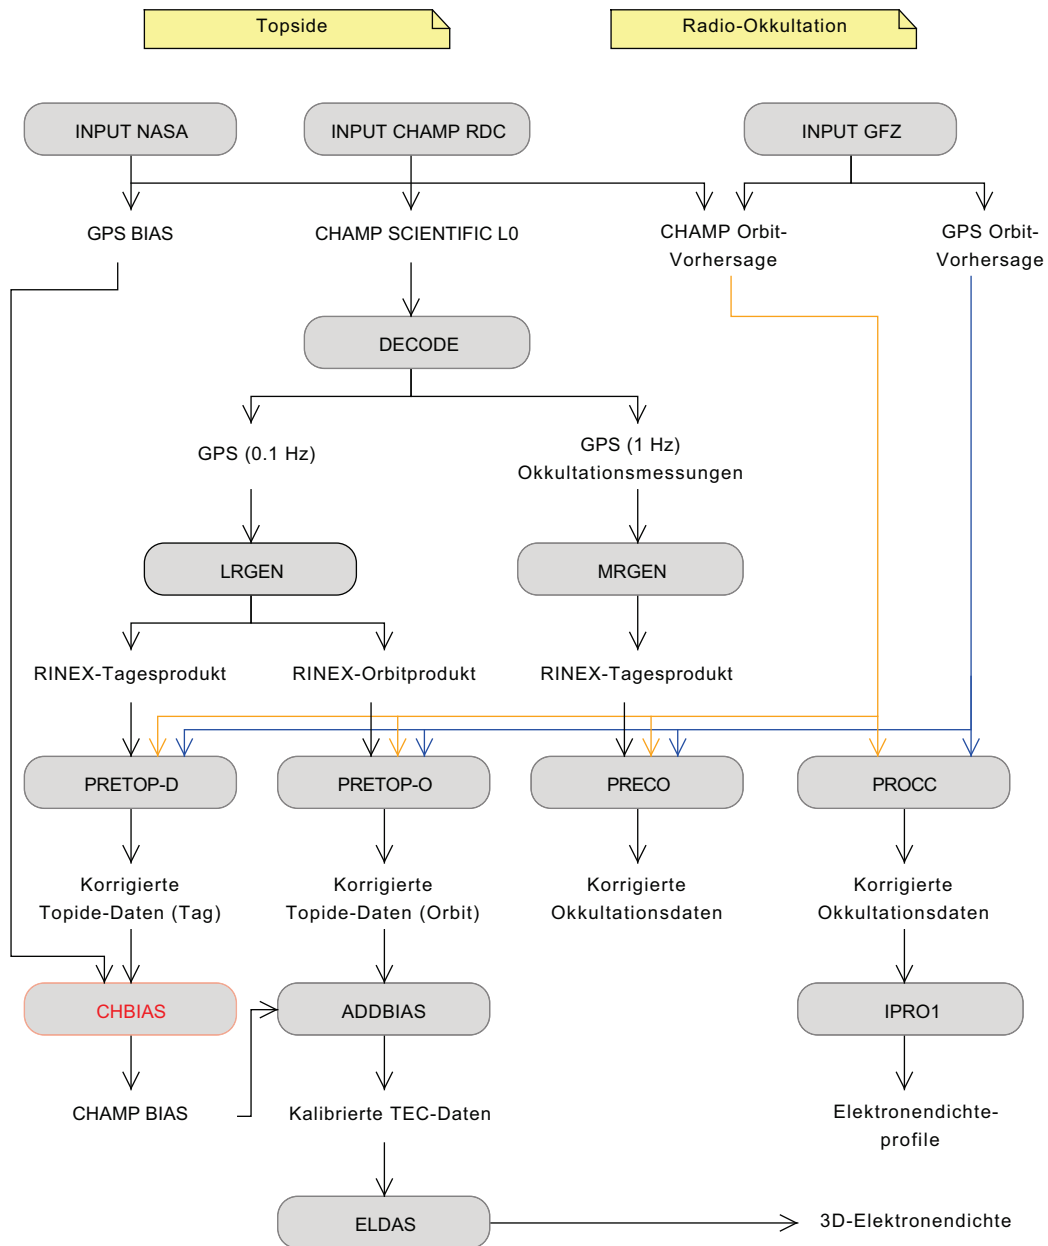 Topside
Radio-Okkultation
INPUT NASA
INPUT CHAMP RDC
INPUT GFZ
GPS BIAS
CHAMP SCIENTIFIC L0
CHAMP Orbit-
Vorhersage
GPS Orbit-
Vorhersage
DECODE
GPS (0.1 Hz)
GPS (1 Hz)
Okkultationsmessungen
LRGEN
MRGEN
RINEX-Tagesprodukt
RINEX-Orbitprodukt
RINEX-Tagesprodukt
PRETOP-D
PRETOP-O
PRECO
PROCC
Korrigierte
Topide-Daten (Tag)
Korrigierte
Topide-Daten (Orbit)
Korrigierte
Okkultationsdaten
Korrigierte
Okkultationsdaten
CHBIAS
ADDBIAS
IPRO1
CHAMP BIAS
Kalibrierte TEC-Daten
Elektronendichte-
profile
ELDAS
3D-Elektronendichte